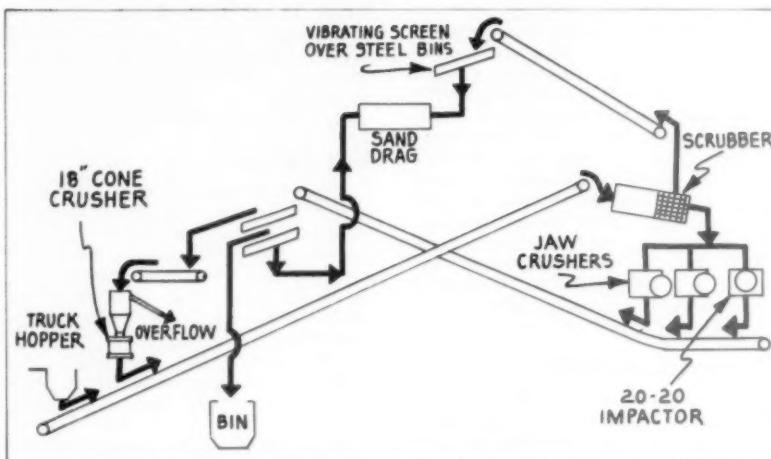 VIBRATING SCREEN
OVER STEEL BINS
SAND
DRAG
SCRUBBER
18" CONE
CRUSHER
JAW
CRUSHERS
TRUCK
HOPPER
OVERFLOW
BIN
20-20
IMPACTOR